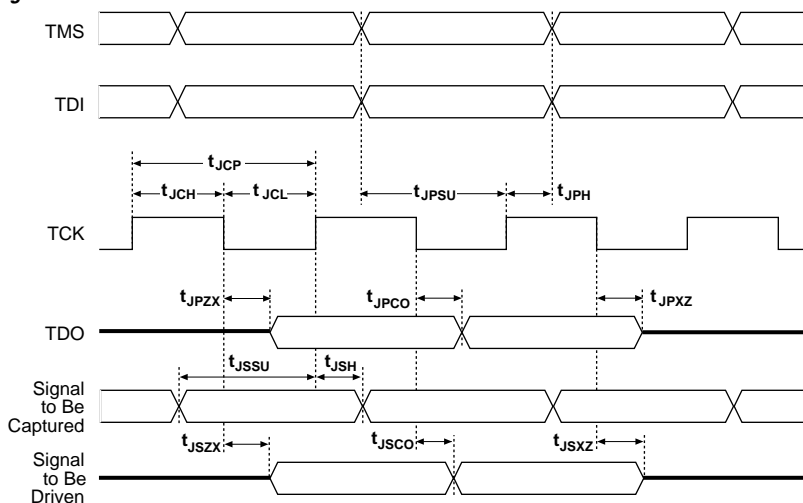 TMS
TDI
tJCP
tJCH
tJCL
tJPSU
tJPH
TCK
tJPZX
tJPCO
tJPXZ
TDO
tJSSU
tJSH
Signal
to Be
Captured
tJSZX
tJSCO
tJSXZ
Signal
to Be
Driven